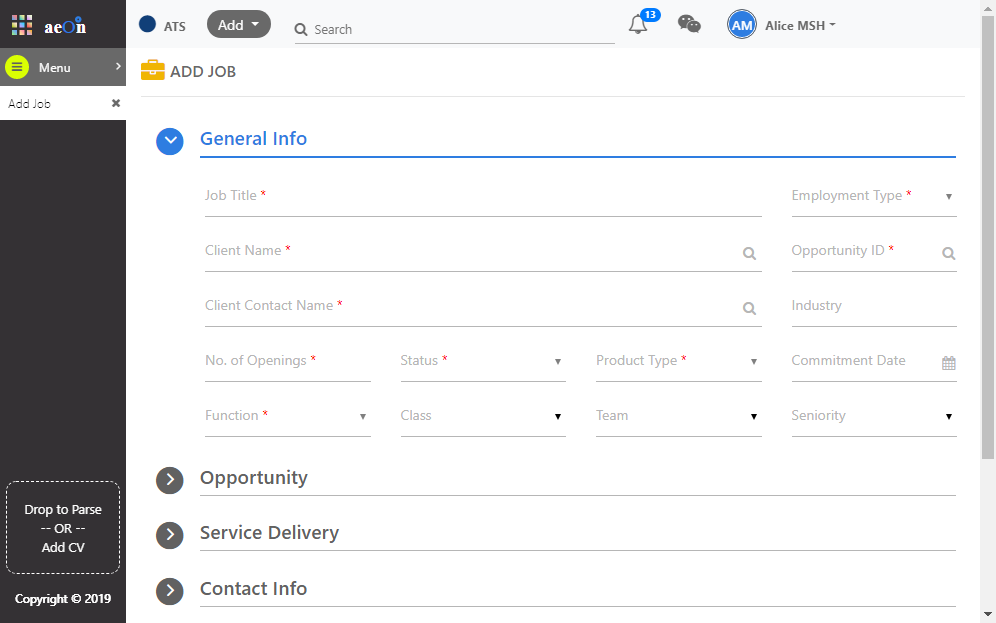 aeOn
ATS
Add
Search
13
AM
Alice MSH
Menu
Add Job
ADD JOB
General Info
Job Title *
Employment Type *
Client Name *
Opportunity ID *
Client Contact Name *
Industry
No. of Openings *
Status *
Product Type *
Commitment Date
Function *
Class
Team
Seniority
Opportunity
Service Delivery
Contact Info
Drop to Parse
-- OR --
Add CV
Copyright © 2019